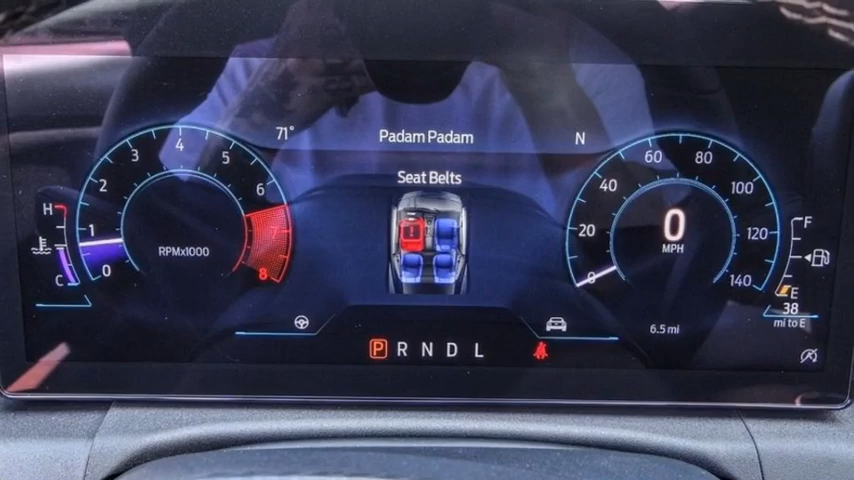 71° Padam Padam N
Seat Belts
0 1 2 3 4 5 6 7 8
RPMx1000
H
C
0 20 40 60 80 100 120 140
0
MPH
F
E
38
mi to E
6.5 mi
P R N D L